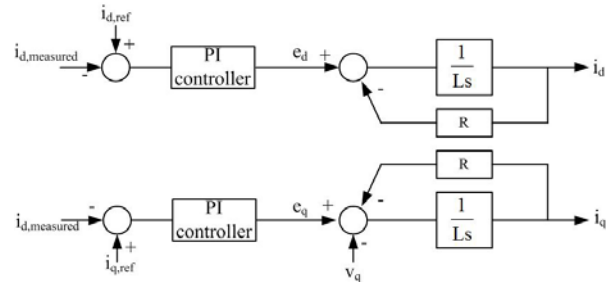 i_d,ref
i_d,measured
+
-
PI
controller
e_d
+
-
1
Ls
R
i_d
R
i_d,measured
-
+
i_q,ref
PI
controller
e_q
+
-
-
v_q
1
Ls
i_q